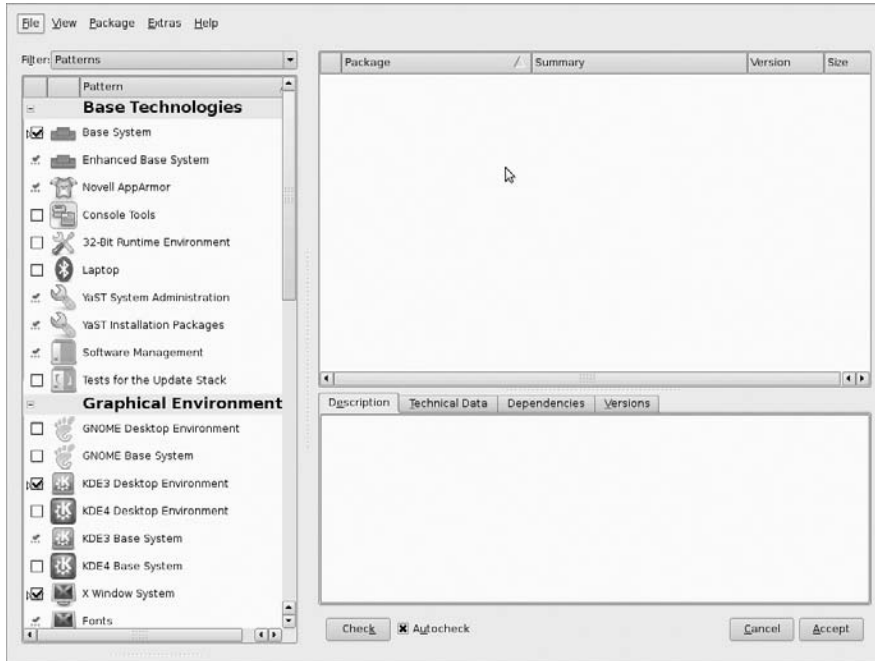 File View Package Extras Help
Filter: Patterns
Pattern
Base Technologies
Base System
Enhanced Base System
Novell AppArmor
Console Tools
32-Bit Runtime Environment
Laptop
YaST System Administration
YaST Installation Packages
Software Management
Tests for the Update Stack
Graphical Environment
GNOME Desktop Environment
GNOME Base System
KDE3 Desktop Environment
KDE4 Desktop Environment
KDE3 Base System
KDE4 Base System
X Window System
Fonts
Package Summary Version Size
Description Technical Data Dependencies Versions
Check Autocheck Cancel Accept